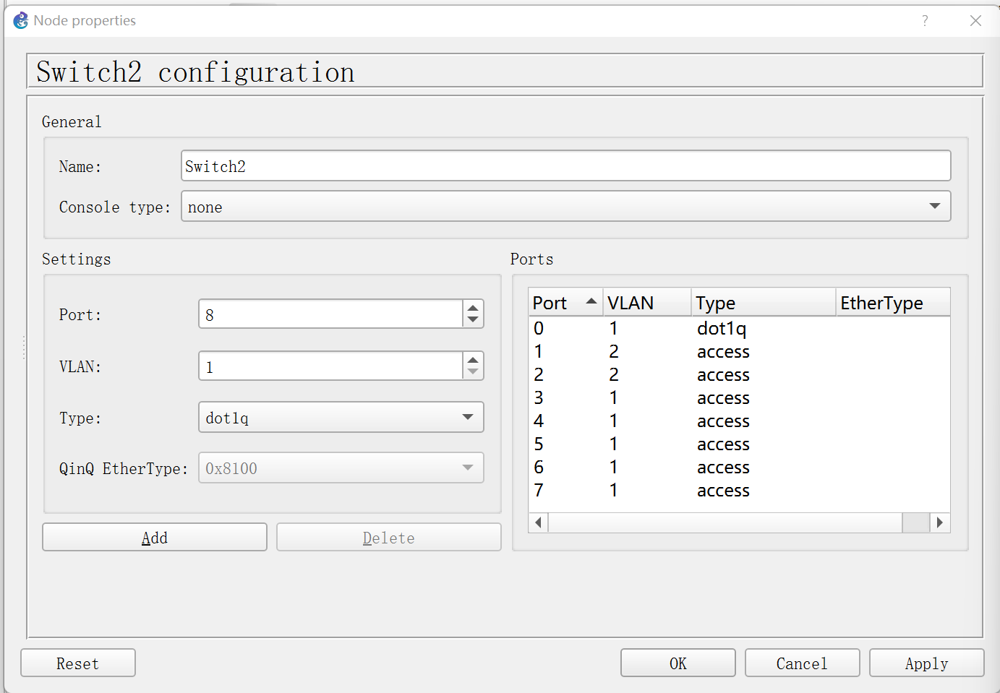 Node properties
?
Switch2 configuration
General
Name: Switch2
Console type: none
Settings
Port: 8
VLAN: 1
Type: dot1q
QinQ EtherType: 0x8100
Add Delete
Ports
Port VLAN Type EtherType
0 1 dot1q
1 2 access
2 2 access
3 1 access
4 1 access
5 1 access
6 1 access
7 1 access
Reset OK Cancel Apply